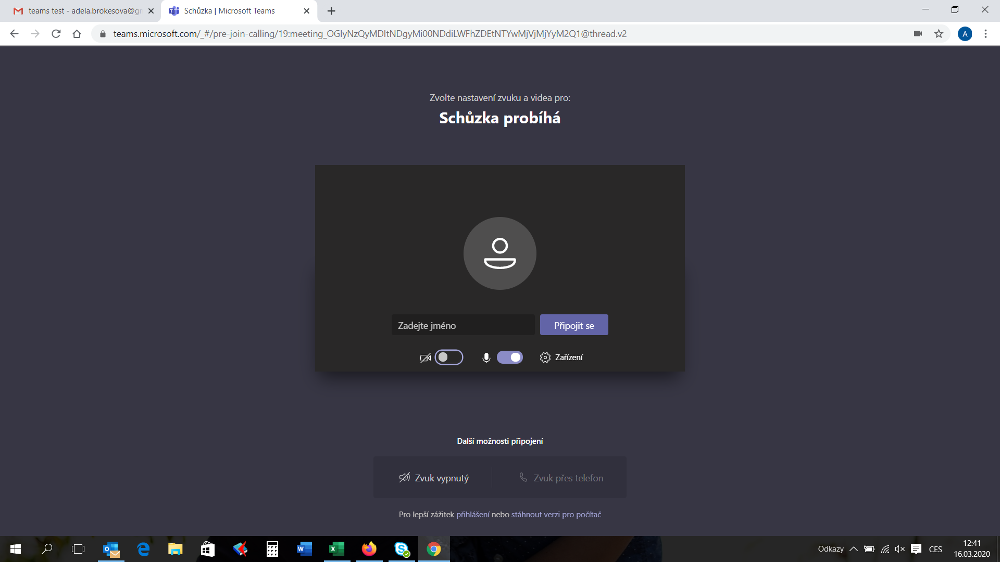 teams test - adela.brokesova@gm
Schůzka | Microsoft Teams
teams.microsoft.com/_#/pre-join-calling/19:meeting_OGIyNzQyMDItNDgyMi00NDdiLWFhZDEtNTYwMjVjMjYyM2Q1@thread.v2
A
Zvolte nastavení zvuku a videa pro:
Schůzka probíhá
Zadejte jméno
Připojit se
Zařízení
Další možnosti připojení
Zvuk vypnutý
Zvuk přes telefon
Pro lepší zážitek přihlášení nebo stáhnout verzi pro počítač
Odkazy
CES
12:41
16.03.2020